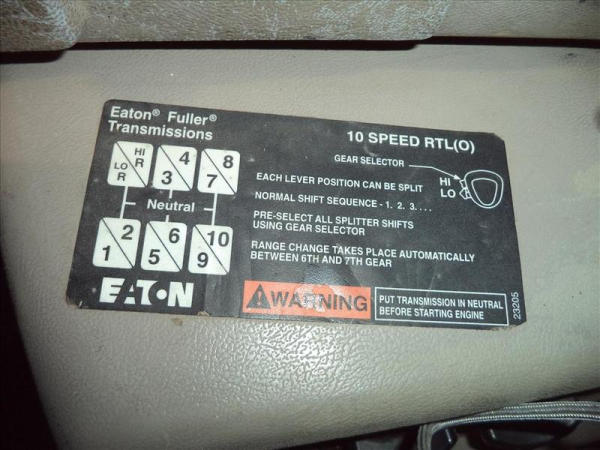 Eaton® Fuller®
Transmissions
10 SPEED RTL(O)
GEAR SELECTOR
HI
LO
HI
R
LO
R
4
3
8
7
EACH LEVER POSITION CAN BE SPLIT
NORMAL SHIFT SEQUENCE - 1. 2. 3. . . .
Neutral
PRE-SELECT ALL SPLITTER SHIFTS
USING GEAR SELECTOR
2
1
6
5
10
9
RANGE CHANGE TAKES PLACE AUTOMATICALLY
BETWEEN 6TH AND 7TH GEAR
EATON
WARNING
PUT TRANSMISSION IN NEUTRAL
BEFORE STARTING ENGINE
23205